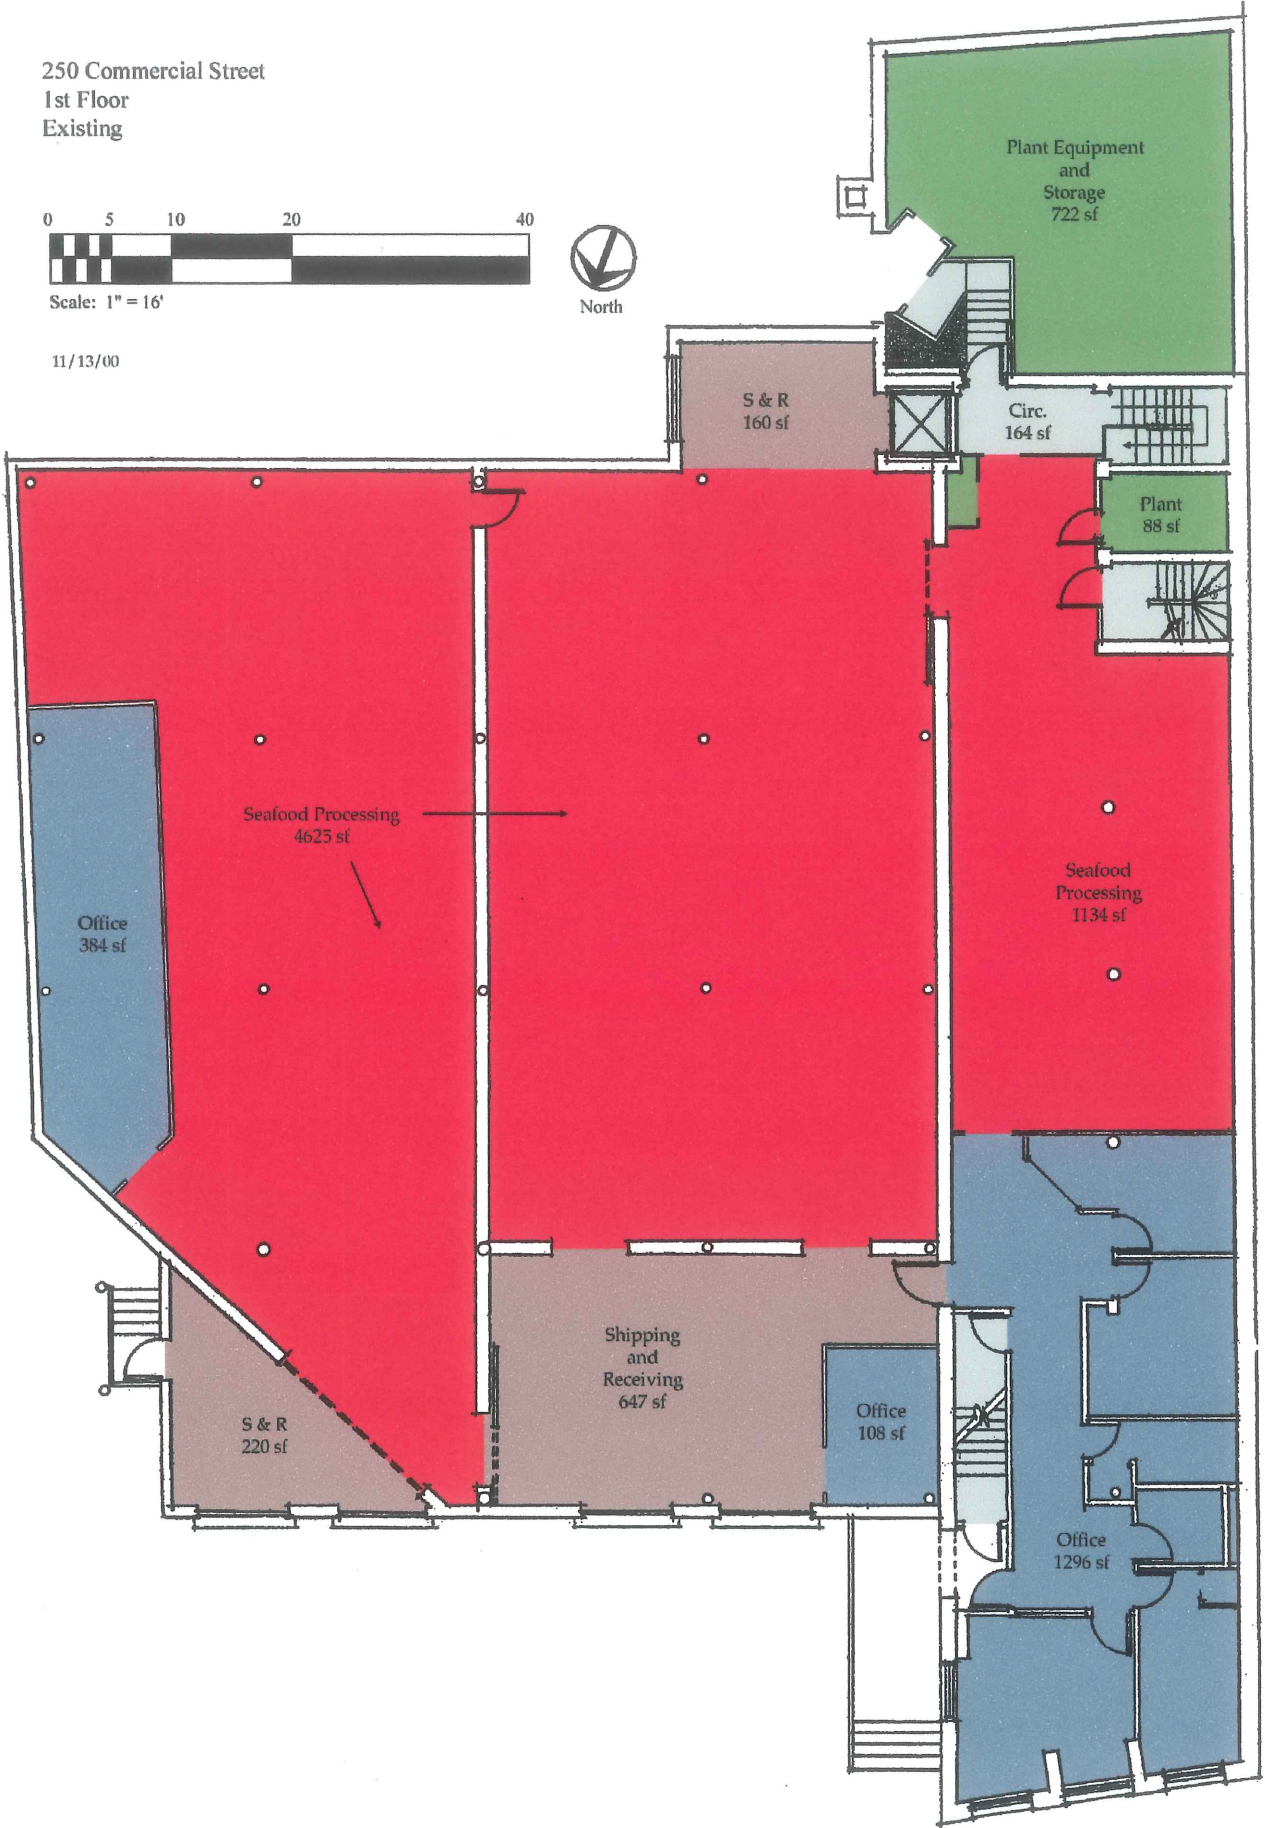 250 Commercial Street
1st Floor
Existing
0 5 10 20 40
Scale: 1" = 16'
North
11/13/00
Plant Equipment
and
Storage
722 sf
S & R
160 sf
Circ.
164 sf
Plant
88 sf
Seafood Processing
4625 sf
Seafood
Processing
1134 sf
Office
384 sf
Shipping
and
Receiving
647 sf
S & R
220 sf
Office
108 sf
Office
1296 sf